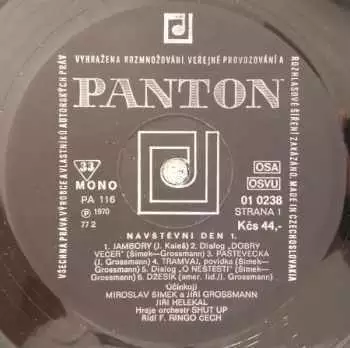 VYHRAŽENA ROZMNOŽOVÁNÍ, VEŘEJNÉ PROVOZOVÁNÍ A
ROZHLASOVÉ ŠÍŘENÍ ZAKÁZÁNO. MADE IN CZECHOSLOVAKIA
VŠECHNA PRÁVA VÝROBCE A VLASTNÍKŮ AUTORSKÝCH PRÁV
PANTON
33
MONO
PA 116
Ⓟ 1970
77 2
OSA
OSVU
01 0238
STRANA 1
Kčs 44,-
NÁVŠTĚVNÍ DEN 1.
1. JAMBORY (J. Kaleš) 2. Dialog „DOBRÝ
VEČER" (Šimek—Grossmann) 3. PASTEVECKÁ
(J. Grossmann) 4. TRAMVAJ, povídka (Šimek-
Grossmann) 5. Dialog „O NEŠTĚSTÍ" (Šimek—
Grossmann) 6. DŽESIK (amer. lid./J. Grossmann)
Účinkují
MIROSLAV ŠIMEK a JIŘÍ GROSSMANN
JIŘÍ HELEKAL
Hraje orchestr SHUT UP
Řídí F. RINGO ČECH